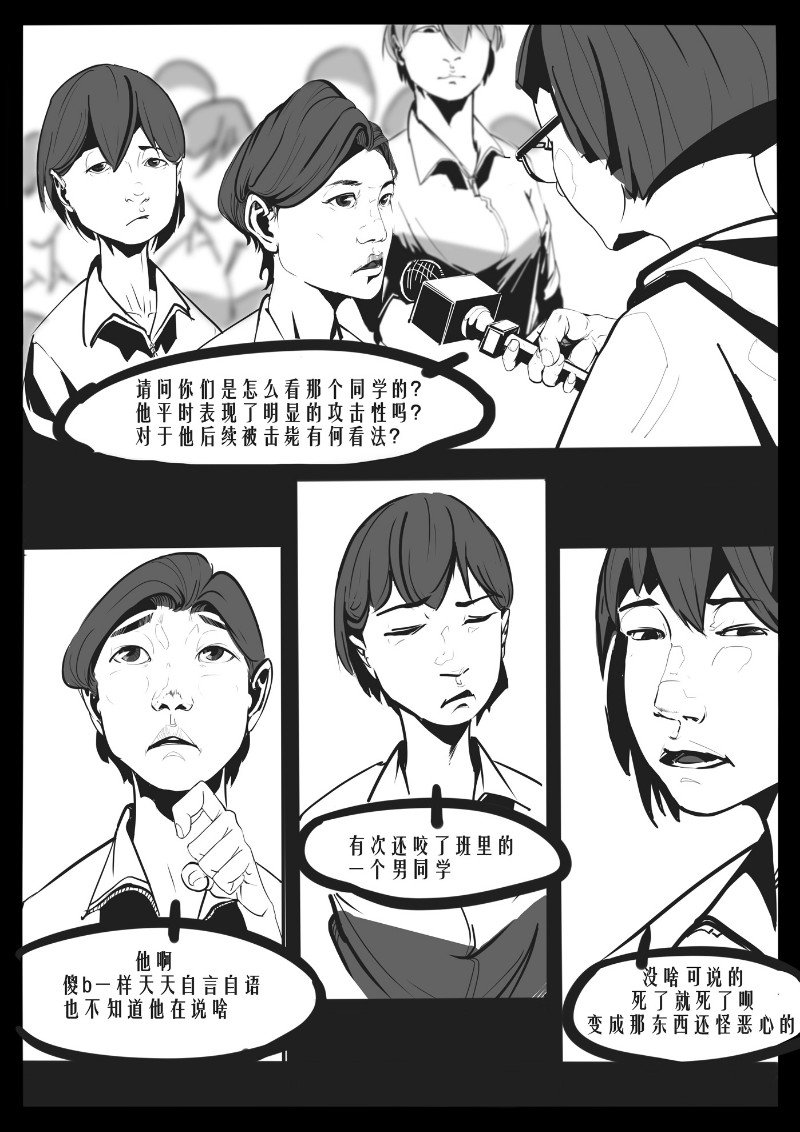 请问你们是怎么看那个同学的?
他平时表现了明显的攻击性吗?
对于他后续被击毙有何看法?
有次还咬了班里的
一个男同学
他啊
傻b一样天天自言自语
也不知道他在说啥
没啥可说的
死了就死了呗
变成那东西还怪恶心的